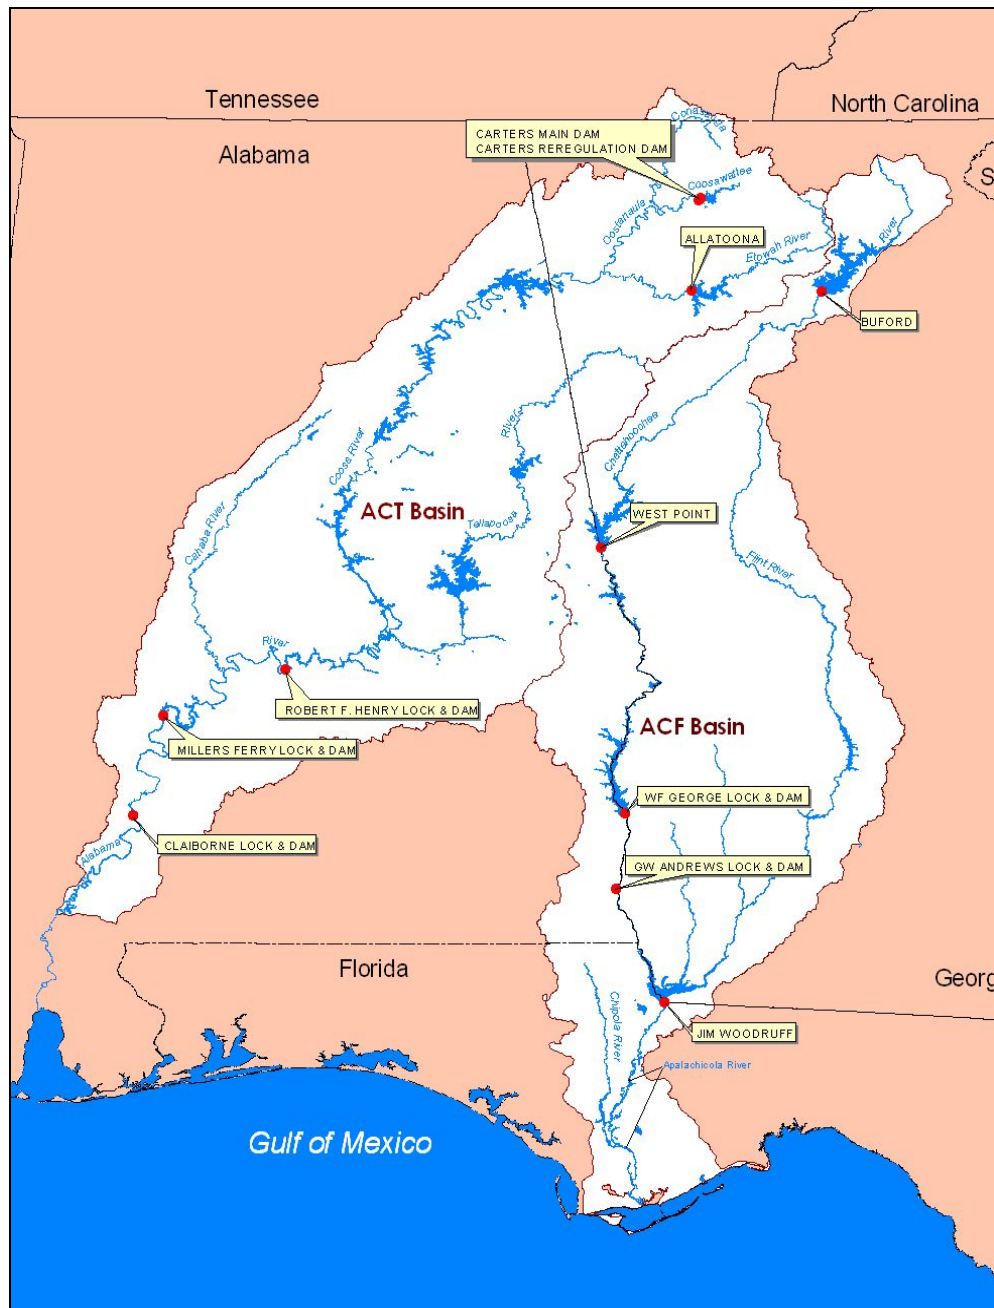 Tennessee
North Carolina
Alabama
S
Conasauga
CARTERS MAIN DAM
CARTERS REREGULATION DAM
Coosawattee
Oostanaula
ALLATOONA
Etowah River
River
BUFORD
Chattahoochee
River
Coosa River
Cahaba River
ACT Basin
Tallapoosa
WEST POINT
Flint River
River
ROBERT F. HENRY LOCK & DAM
MILLERS FERRY LOCK & DAM
ACF Basin
WF GEORGE LOCK & DAM
CLAIBORNE LOCK & DAM
Alabama
GW ANDREWS LOCK & DAM
Florida
Georg
Chipola River
JIM WOODRUFF
Apalachicola River
Gulf of Mexico